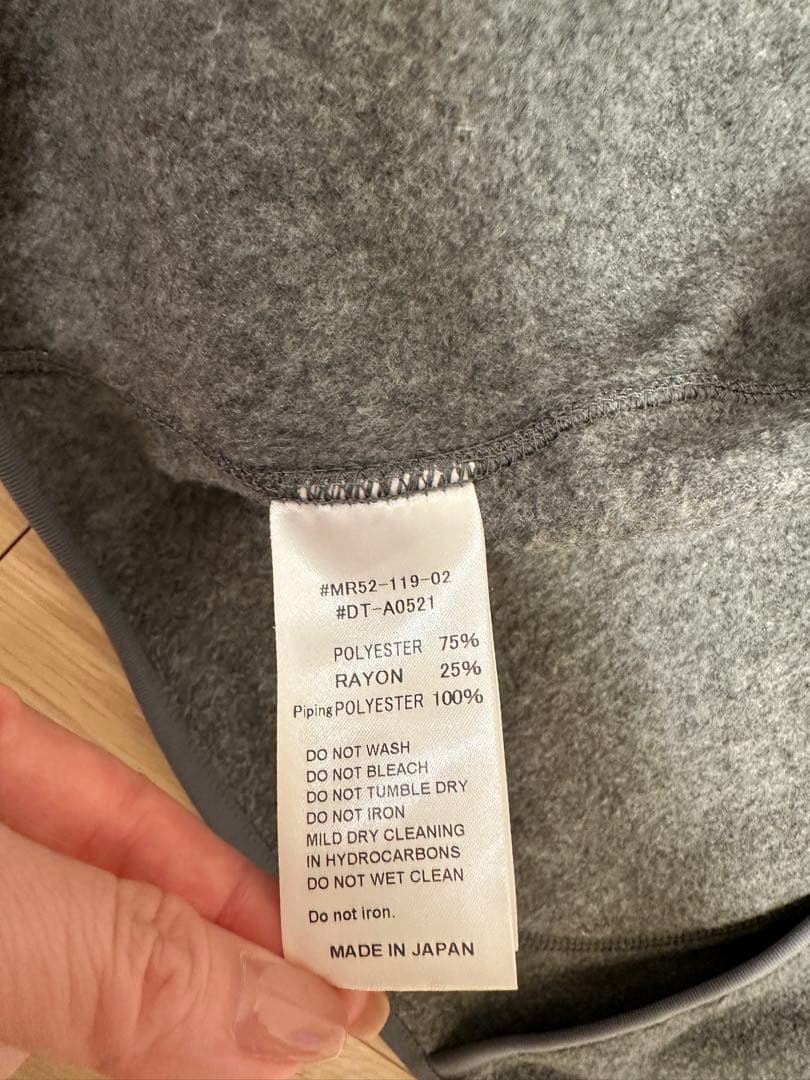 #MR52-119-02
#DT-A0521
POLYESTER 75%
RAYON 25%
Piping POLYESTER 100%
DO NOT WASH
DO NOT BLEACH
DO NOT TUMBLE DRY
DO NOT IRON
MILD DRY CLEANING
IN HYDROCARBONS
DO NOT WET CLEAN
Do not iron.
MADE IN JAPAN